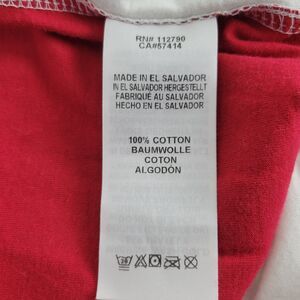 RN# 112790
CA#57414
MADE IN EL SALVADOR
IN EL SALVADOR HERGESTELLT
FABRIQUÉ AU SALVADOR
HECHO EN EL SALVADOR
100% COTTON
BAUMWOLLE
COTON
ALGODÓN